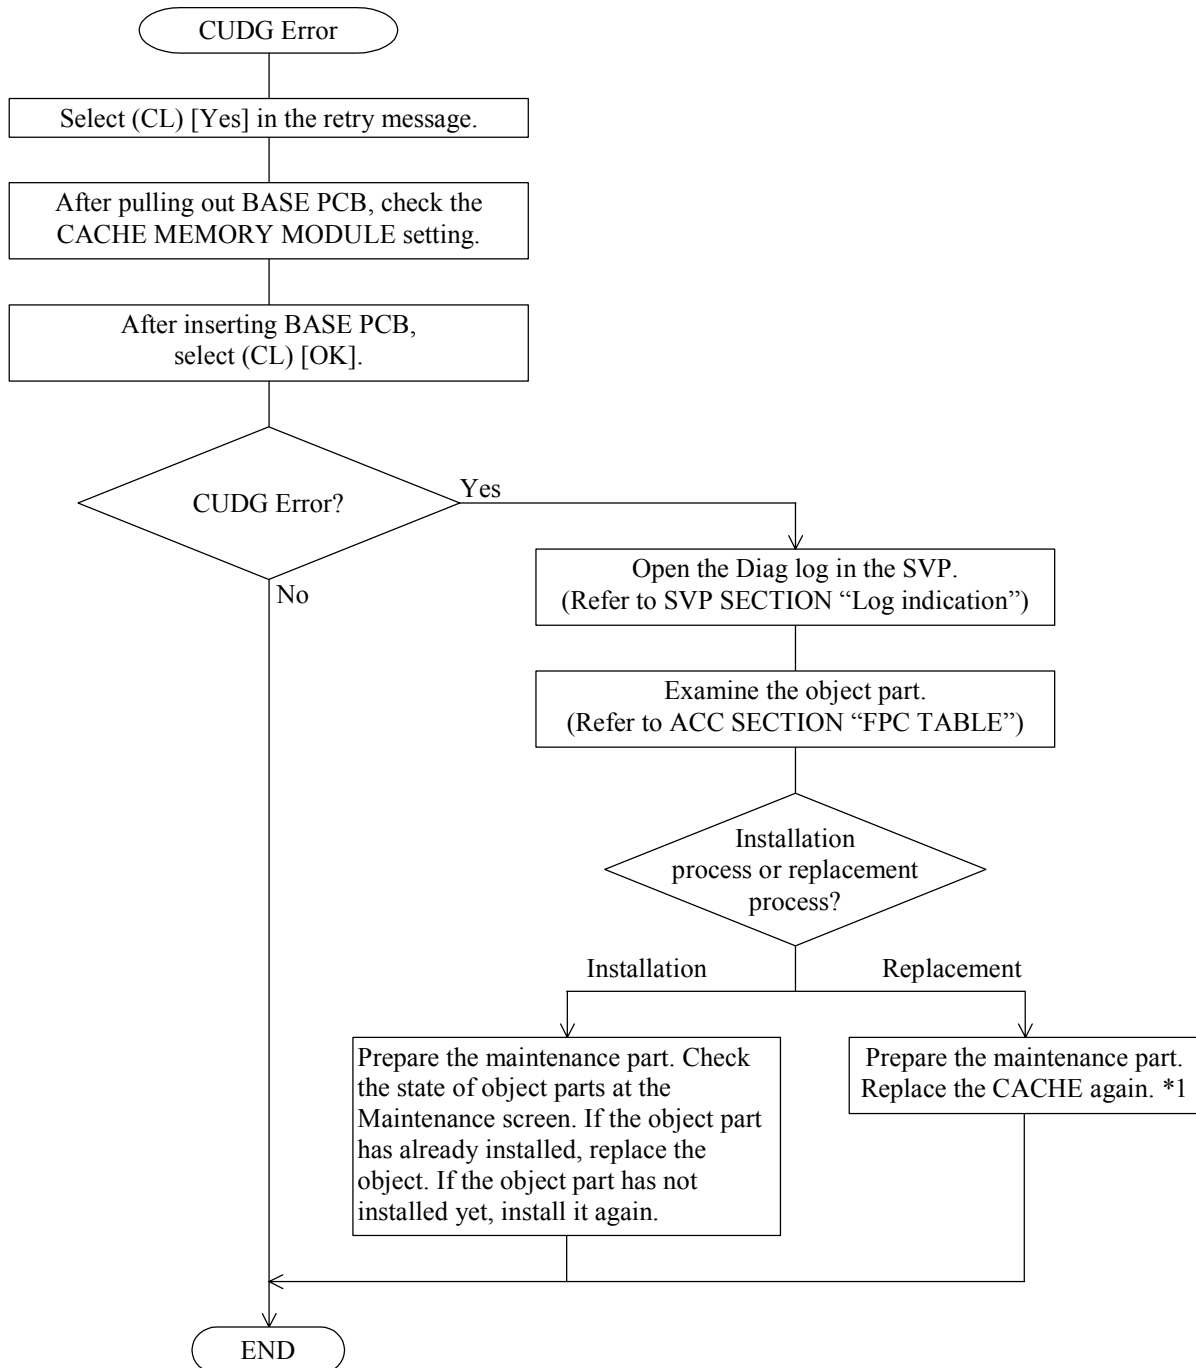 CUDG Error
Select (CL) [Yes] in the retry message.
After pulling out BASE PCB, check the
CACHE MEMORY MODULE setting.
After inserting BASE PCB,
select (CL) [OK].
CUDG Error?
Yes
No
Open the Diag log in the SVP.
(Refer to SVP SECTION “Log indication”)
Examine the object part.
(Refer to ACC SECTION “FPC TABLE”)
Installation
process or replacement
process?
Installation
Replacement
Prepare the maintenance part. Check
the state of object parts at the
Maintenance screen. If the object part
has already installed, replace the
object. If the object part has not
installed yet, install it again.
Prepare the maintenance part.
Replace the CACHE again. *1
END